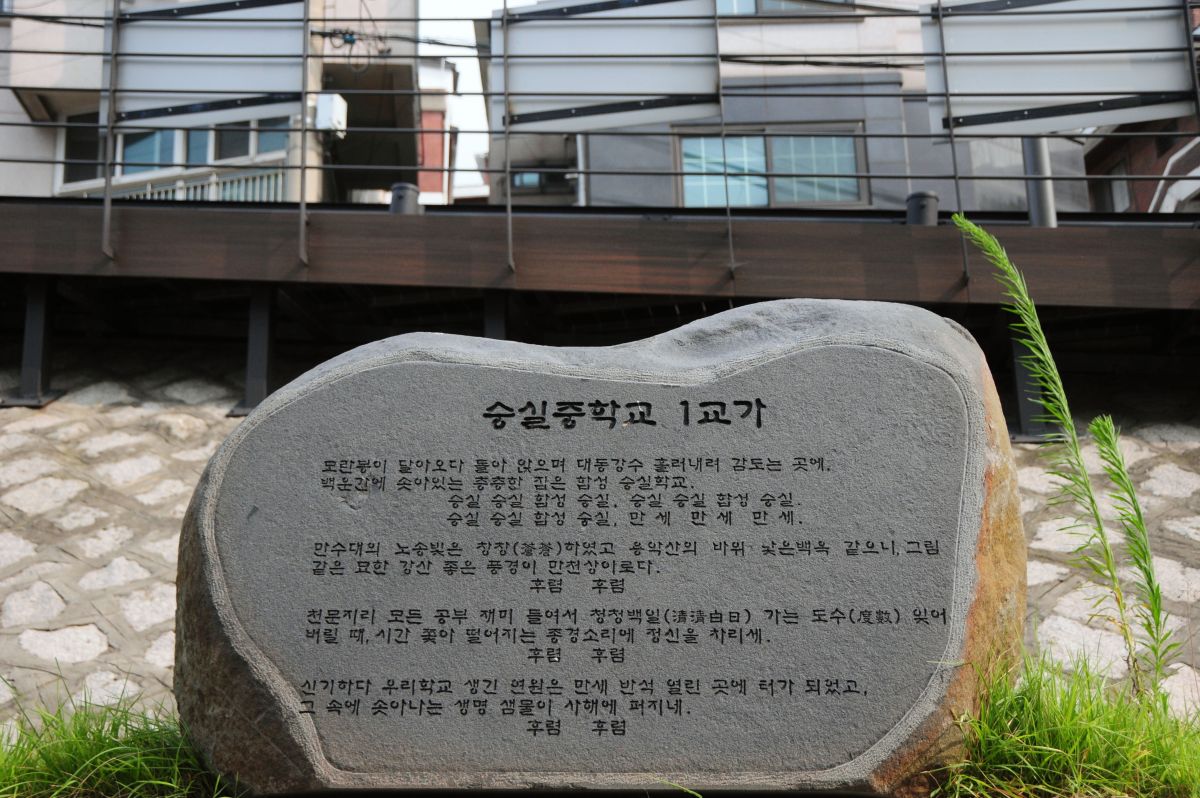 숭실중학교 1교가
모란봉이 달아오다 돌아 앉으며 대동강수 흘러내려 감도는 곳에,
백운간에 솟아있는 층층한 집은 합성 숭실학교.
숭실 숭실 합성 숭실, 숭실 숭실 합성 숭실.
숭실 숭실 합성 숭실, 만 세 만 세 만 세.
만수대의 노송빛은 창창(蒼蒼)하였고 용악산의 바위 낯은백옥 같으니, 그림
같은 묘한 강산 좋은 풍경이 만천상이로다.
후렴 후렴
천문지리 모든 공부 재미 들여서 청청백일(清清白日) 가는 도수(度數) 잊어
버릴 때, 시간 쫓아 떨어지는 종경소리에 정신을 차리세.
후렴 후렴
신기하다 우리학교 생긴 연원은 만세 반석 열린 곳에 터가 되었고,
그 속에 솟아나는 생명 샘물이 사해에 퍼지네.
후렴 후렴